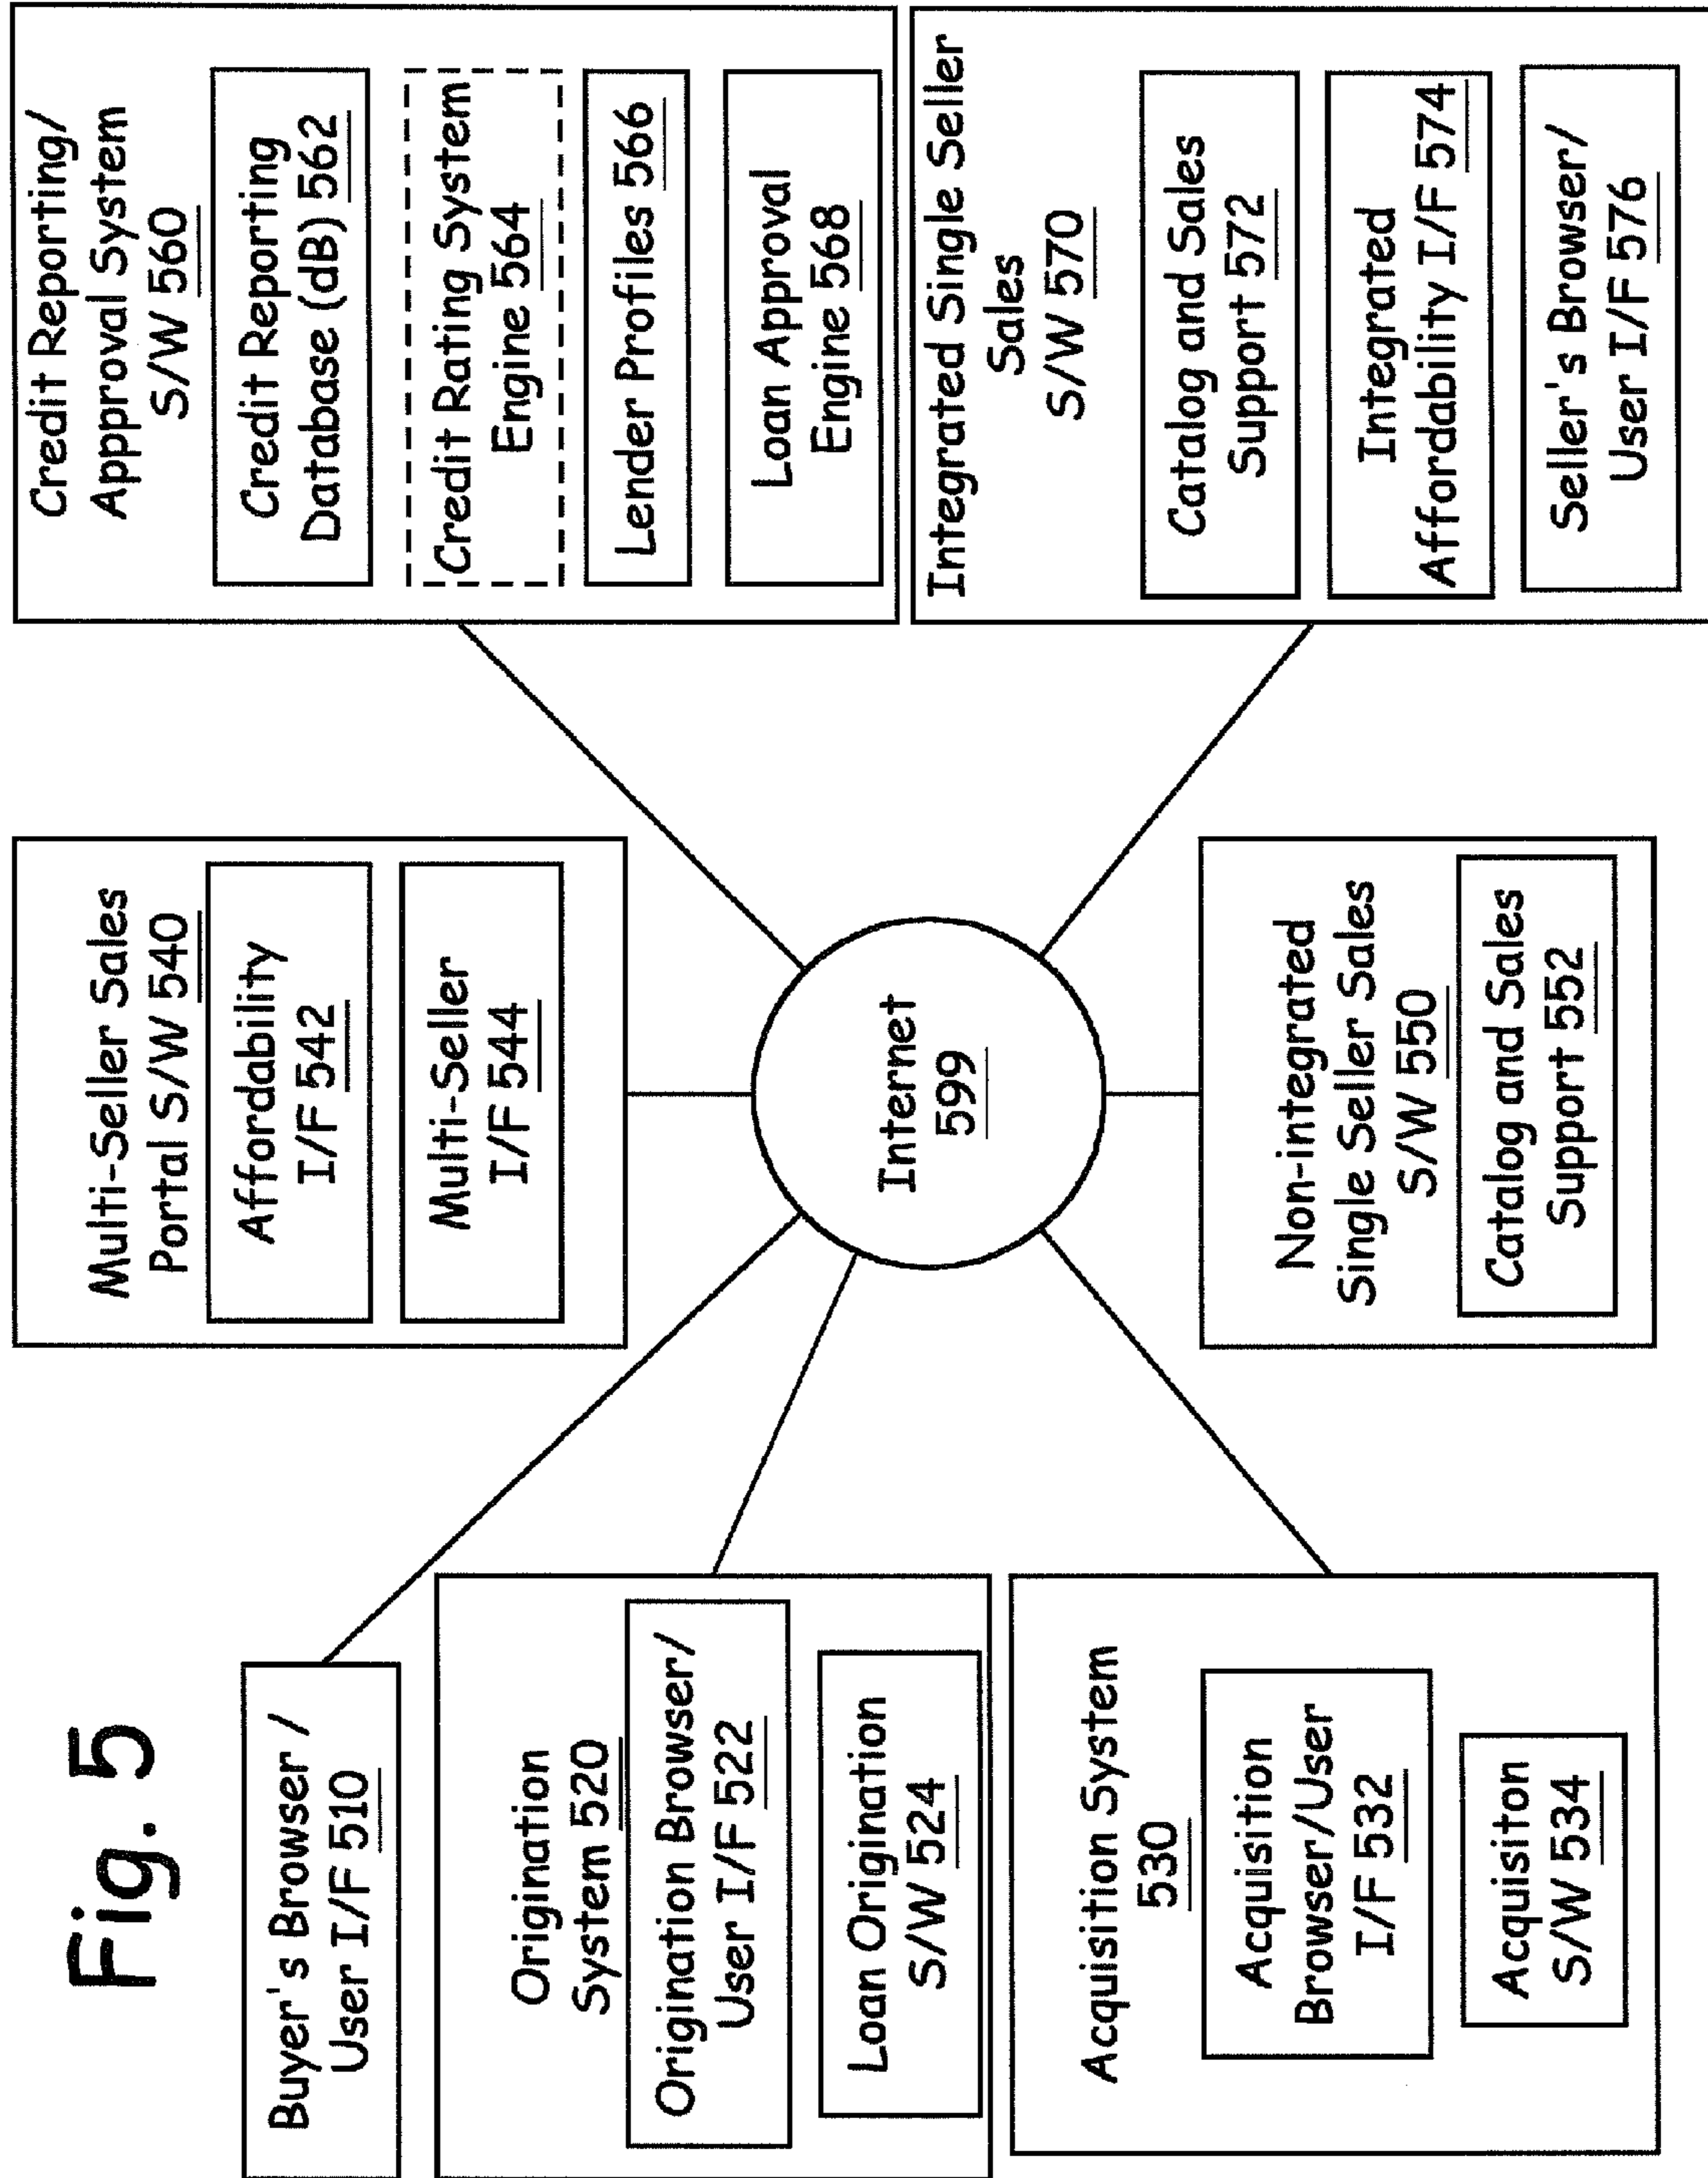 Fig. 5
Buyer's Browser /
User I/F 510
Origination
System 520
Origination Browser/
User I/F 522
Loan Origination
S/W 524
Acquisition System
530
Acquisition
Browser/User
I/F 532
Acquisiton
S/W 534
Multi-Seller Sales
Portal S/W 540
Affordability
I/F 542
Multi-Seller
I/F 544
Internet
599
Non-integrated
Single Seller Sales
S/W 550
Catalog and Sales
Support 552
Credit Reporting/
Appproval System
S/W 560
Credit Reporting
Database (dB) 562
Credit Rating System
Engine 564
Lender Profiles 566
Loan Approval
Engine 568
Integrated Single Seller
Sales
S/W 570
Catalog and Sales
Support 572
Integrated
Affordability I/F 574
Seller's Browser/
User I/F 576